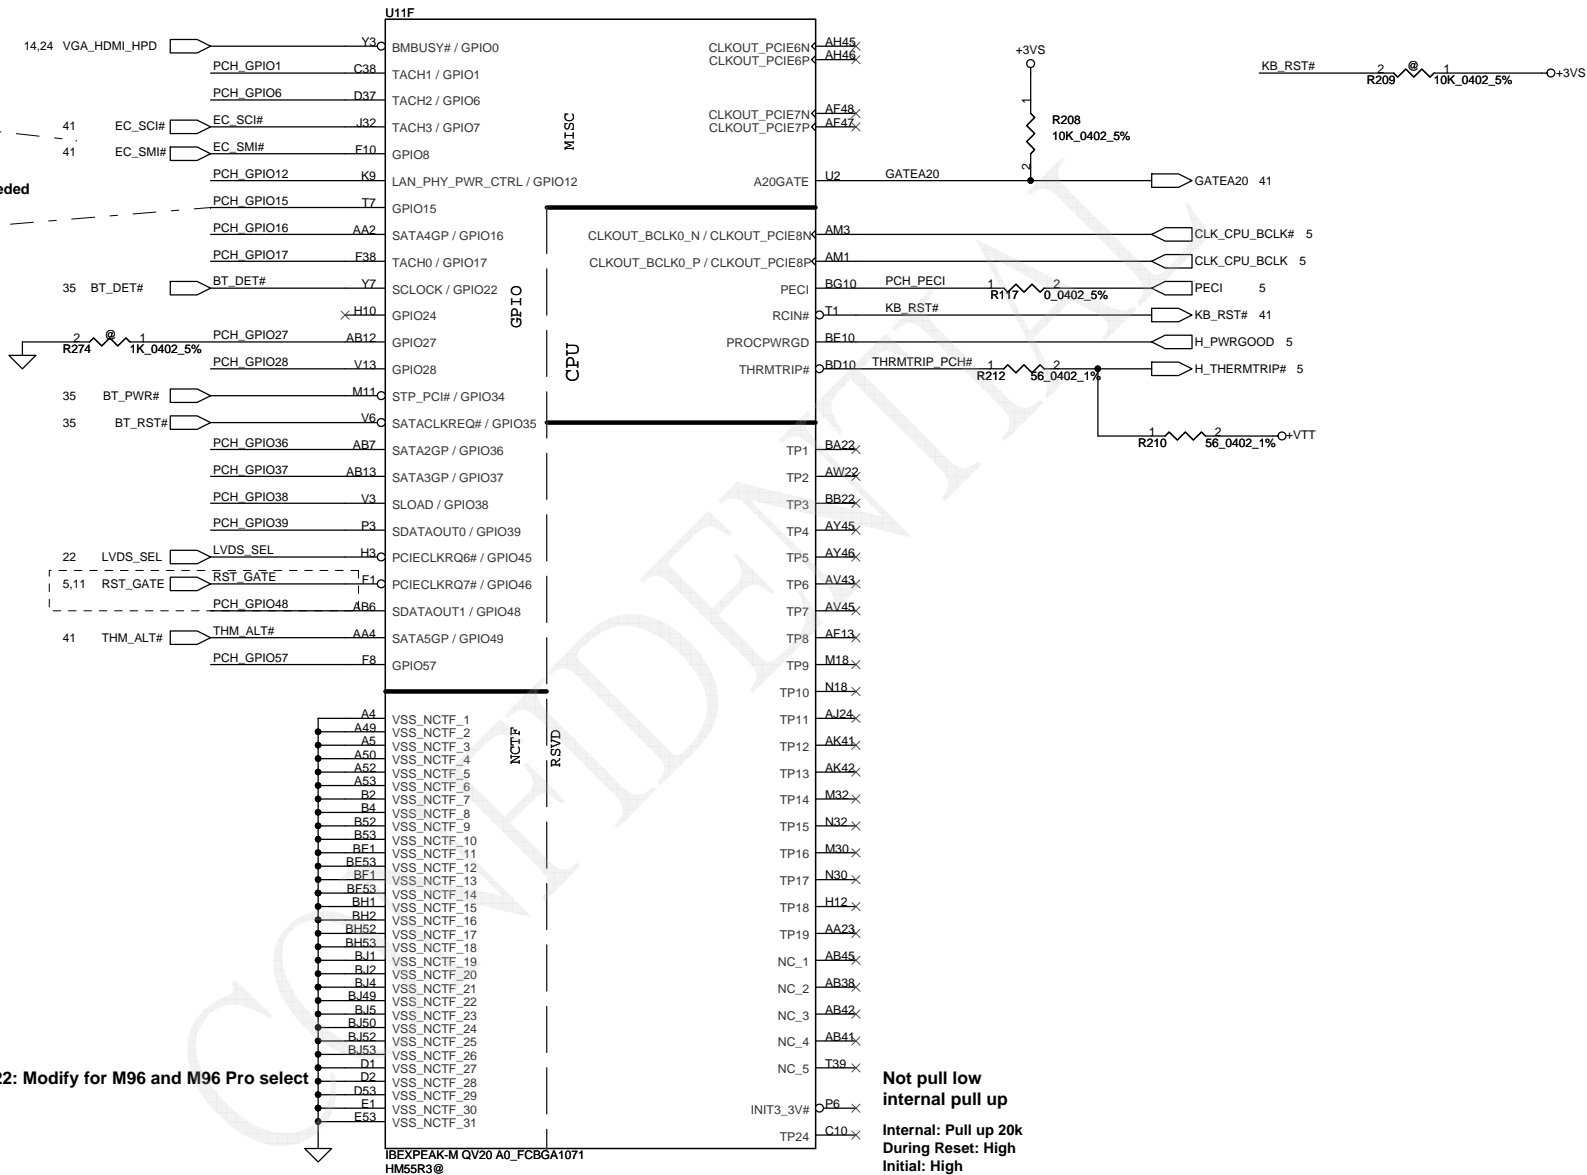 U11F
14,24 VGA_HDMI_HPD Y3 BMBUSY# / GPIO0
PCH_GPIO1 C38 TACH1 / GPIO1
PCH_GPIO6 D37 TACH2 / GPIO6
41 EC_SCI# EC_SCI# J32 TACH3 / GPIO7
41 EC_SMI# EC_SMI# F10 GPIO8
PCH_GPIO12 K9 LAN_PHY_PWR_CTRL / GPIO12
eded
PCH_GPIO15 T7 GPIO15
PCH_GPIO16 AA2 SATA4GP / GPIO16
PCH_GPIO17 F38 TACH0 / GPIO17
35 BT_DET# BT_DET# Y7 SCLOCK / GPIO22
H10 GPIO24
2 @ 1 PCH_GPIO27 AB12 GPIO27
R274 1K_0402_5%
PCH_GPIO28 V13 GPIO28
35 BT_PWR# M11 STP_PCI# / GPIO34
35 BT_RST# V6 SATACLKREQ# / GPIO35
PCH_GPIO36 AB7 SATA2GP / GPIO36
PCH_GPIO37 AB13 SATA3GP / GPIO37
PCH_GPIO38 V3 SLOAD / GPIO38
PCH_GPIO39 P3 SDATAOUT0 / GPIO39
22 LVDS_SEL LVDS_SEL H3 PCIECLKRQ6# / GPIO45
5,11 RST_GATE RST_GATE F1 PCIECLKRQ7# / GPIO46
PCH_GPIO48 AB6 SDATAOUT1 / GPIO48
41 THM_ALT# THM_ALT# AA4 SATA5GP / GPIO49
PCH_GPIO57 F8 GPIO57
A4 VSS_NCTF_1
A49 VSS_NCTF_2
A5 VSS_NCTF_3
A50 VSS_NCTF_4
A52 VSS_NCTF_5
A53 VSS_NCTF_6
B2 VSS_NCTF_7
B4 VSS_NCTF_8
B52 VSS_NCTF_9
B53 VSS_NCTF_10
BE1 VSS_NCTF_11
BE53 VSS_NCTF_12
BF1 VSS_NCTF_13
BF53 VSS_NCTF_14
BH1 VSS_NCTF_15
BH2 VSS_NCTF_16
BH52 VSS_NCTF_17
BH53 VSS_NCTF_18
BJ1 VSS_NCTF_19
BJ2 VSS_NCTF_20
BJ4 VSS_NCTF_21
BJ49 VSS_NCTF_22
BJ5 VSS_NCTF_23
BJ50 VSS_NCTF_24
BJ52 VSS_NCTF_25
BJ53 VSS_NCTF_26
D1 VSS_NCTF_27
D2 VSS_NCTF_28
D53 VSS_NCTF_29
E1 VSS_NCTF_30
E53 VSS_NCTF_31
22: Modify for M96 and M96 Pro select
MISC
GPIO
CPU
NCTF
RSVD
CLKOUT_PCIE6N AH45
CLKOUT_PCIE6P AH46
CLKOUT_PCIE7N AF48
CLKOUT_PCIE7P AF47
A20GATE U2 GATEA20 GATEA20 41
CLKOUT_BCLK0_N / CLKOUT_PCIE8N AM3 CLK_CPU_BCLK# 5
CLKOUT_BCLK0_P / CLKOUT_PCIE8P AM1 CLK_CPU_BCLK 5
PECI BG10 PCH_PECI 1 2 PECI 5
R117 0_0402_5%
RCIN# T1 KB_RST# KB_RST# 41
PROCPWRGD BE10 H_PWRGOOD 5
THRMTRIP# BD10 THRMTRIP_PCH# 1 2 H_THERMTRIP# 5
R212 56_0402_1%
1 2 +VTT
R210 56_0402_1%
+3VS
1
R208
10K_0402_5%
2
KB_RST# 2 @ 1 +3VS
R209 10K_0402_5%
TP1 BA22
TP2 AW22
TP3 BB22
TP4 AY45
TP5 AY46
TP6 AV43
TP7 AV45
TP8 AF13
TP9 M18
TP10 N18
TP11 AJ24
TP12 AK41
TP13 AK42
TP14 M32
TP15 N32
TP16 M30
TP17 N30
TP18 H12
TP19 AA23
NC_1 AB45
NC_2 AB38
NC_3 AB42
NC_4 AB41
NC_5 T39
INIT3_3V# P6
TP24 C10
Not pull low
internal pull up
Internal: Pull up 20k
During Reset: High
Initial: High
IBEXPEAK-M QV20 A0_FCBGA1071
HM55R3@
CONFIDENTIAL